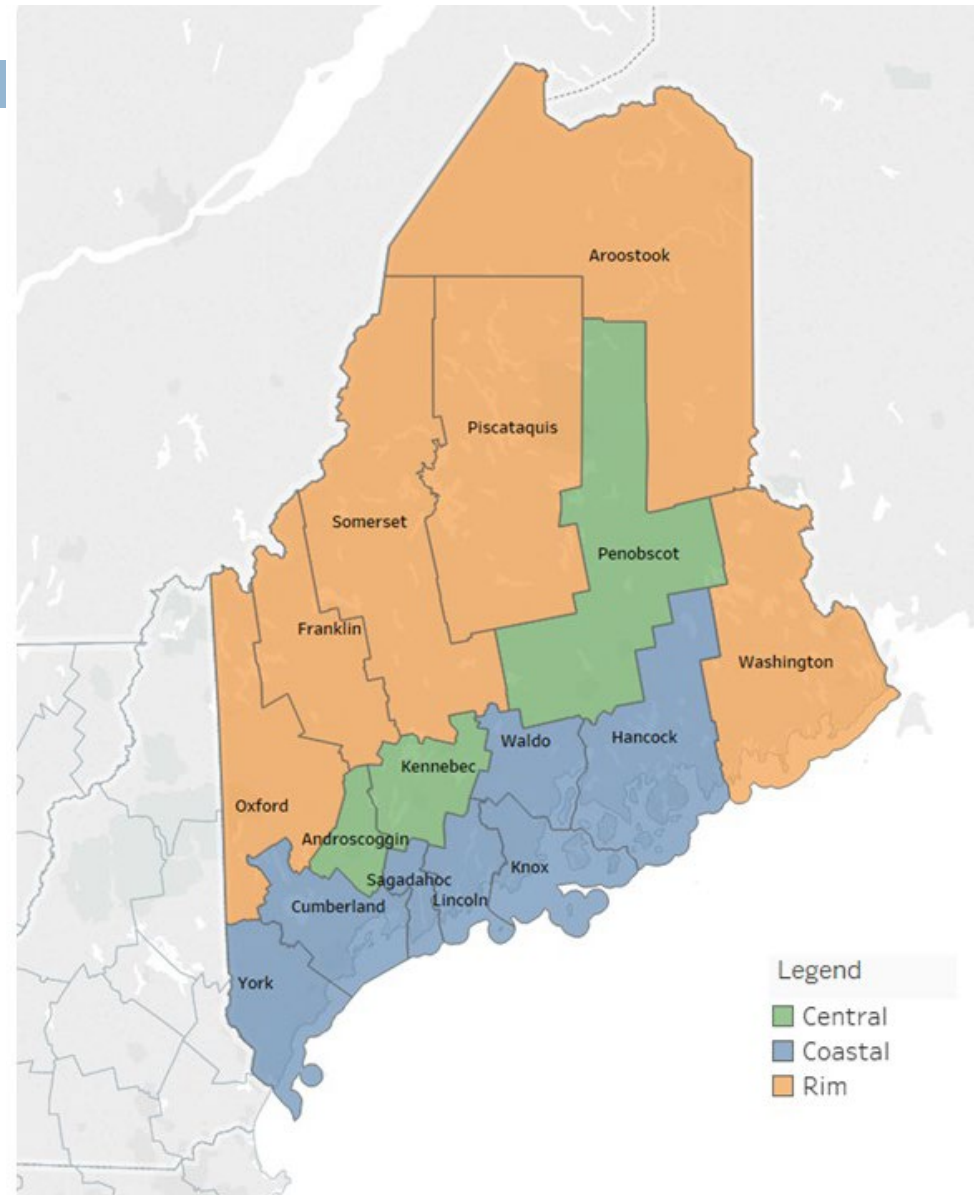 Aroostook
Piscataquis
Somerset
Penobscot
Franklin
Washington
Waldo
Hancock
Kennebec
Oxford
Androscoggin
Knox
Sagadahoc
Lincoln
Cumberland
York
Legend
Central
Coastal
Rim